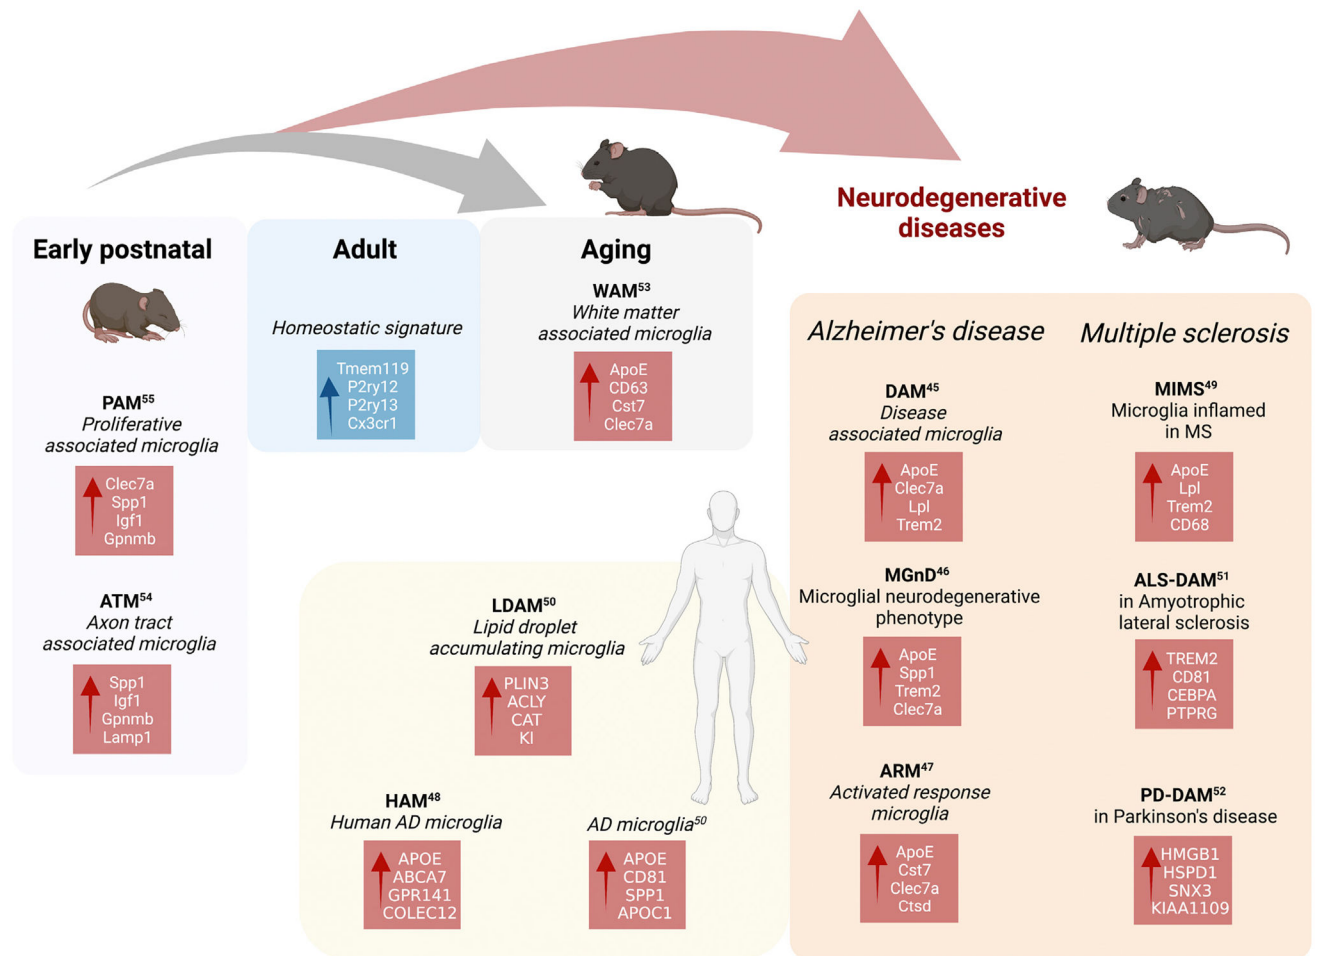 Early postnatal
PAM55
Proliferative
associated microglia
Clec7a
Spp1
Igf1
Gpnmb
ATM54
Axon tract
associated microglia
Spp1
Igf1
Gpnmb
Lamp1
Adult
Homeostatic signature
Tmem119
P2ry12
P2ry13
Cx3cr1
Aging
WAM53
White matter
associated microglia
ApoE
CD63
Cst7
Clec7a
LDAM50
Lipid droplet
accumulating microglia
PLIN3
ACLY
CAT
KI
HAM48
Human AD microglia
APOE
ABCA7
GPR141
COLEC12
AD microglia50
APOE
CD81
SPP1
APOC1
Neurodegenerative
diseases
Alzheimer's disease
DAM45
Disease
associated microglia
ApoE
Clec7a
Lpl
Trem2
MGnD46
Microglial neurodegenerative
phenotype
ApoE
Spp1
Trem2
Clec7a
ARM47
Activated response
microglia
ApoE
Cst7
Clec7a
Ctsd
Multiple sclerosis
MIMS49
Microglia inflamed
in MS
ApoE
Lpl
Trem2
CD68
ALS-DAM51
in Amyotrophic
lateral sclerosis
TREM2
CD81
CEBPA
PTPRG
PD-DAM52
in Parkinson's disease
HMGB1
HSPD1
SNX3
KIAA1109